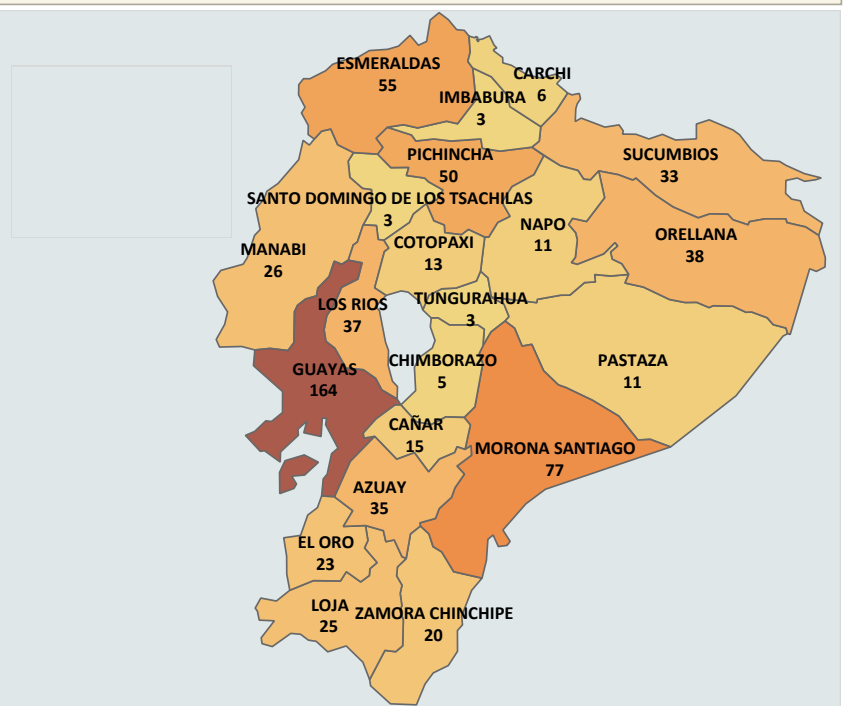 ESMERALDAS
55
CARCHI
6
IMBABURA
3
PICHINCHA
50
SUCUMBIOS
33
SANTO DOMINGO DE LOS TSACHILAS
3
NAPO
11
ORELLANA
38
MANABI
26
COTOPAXI
13
LOS RIOS
37
TUNGURAHUA
3
GUAYAS
164
CHIMBORAZO
5
PASTAZA
11
CAÑAR
15
MORONA SANTIAGO
77
AZUAY
35
EL ORO
23
LOJA
25
ZAMORA CHINCHIPE
20